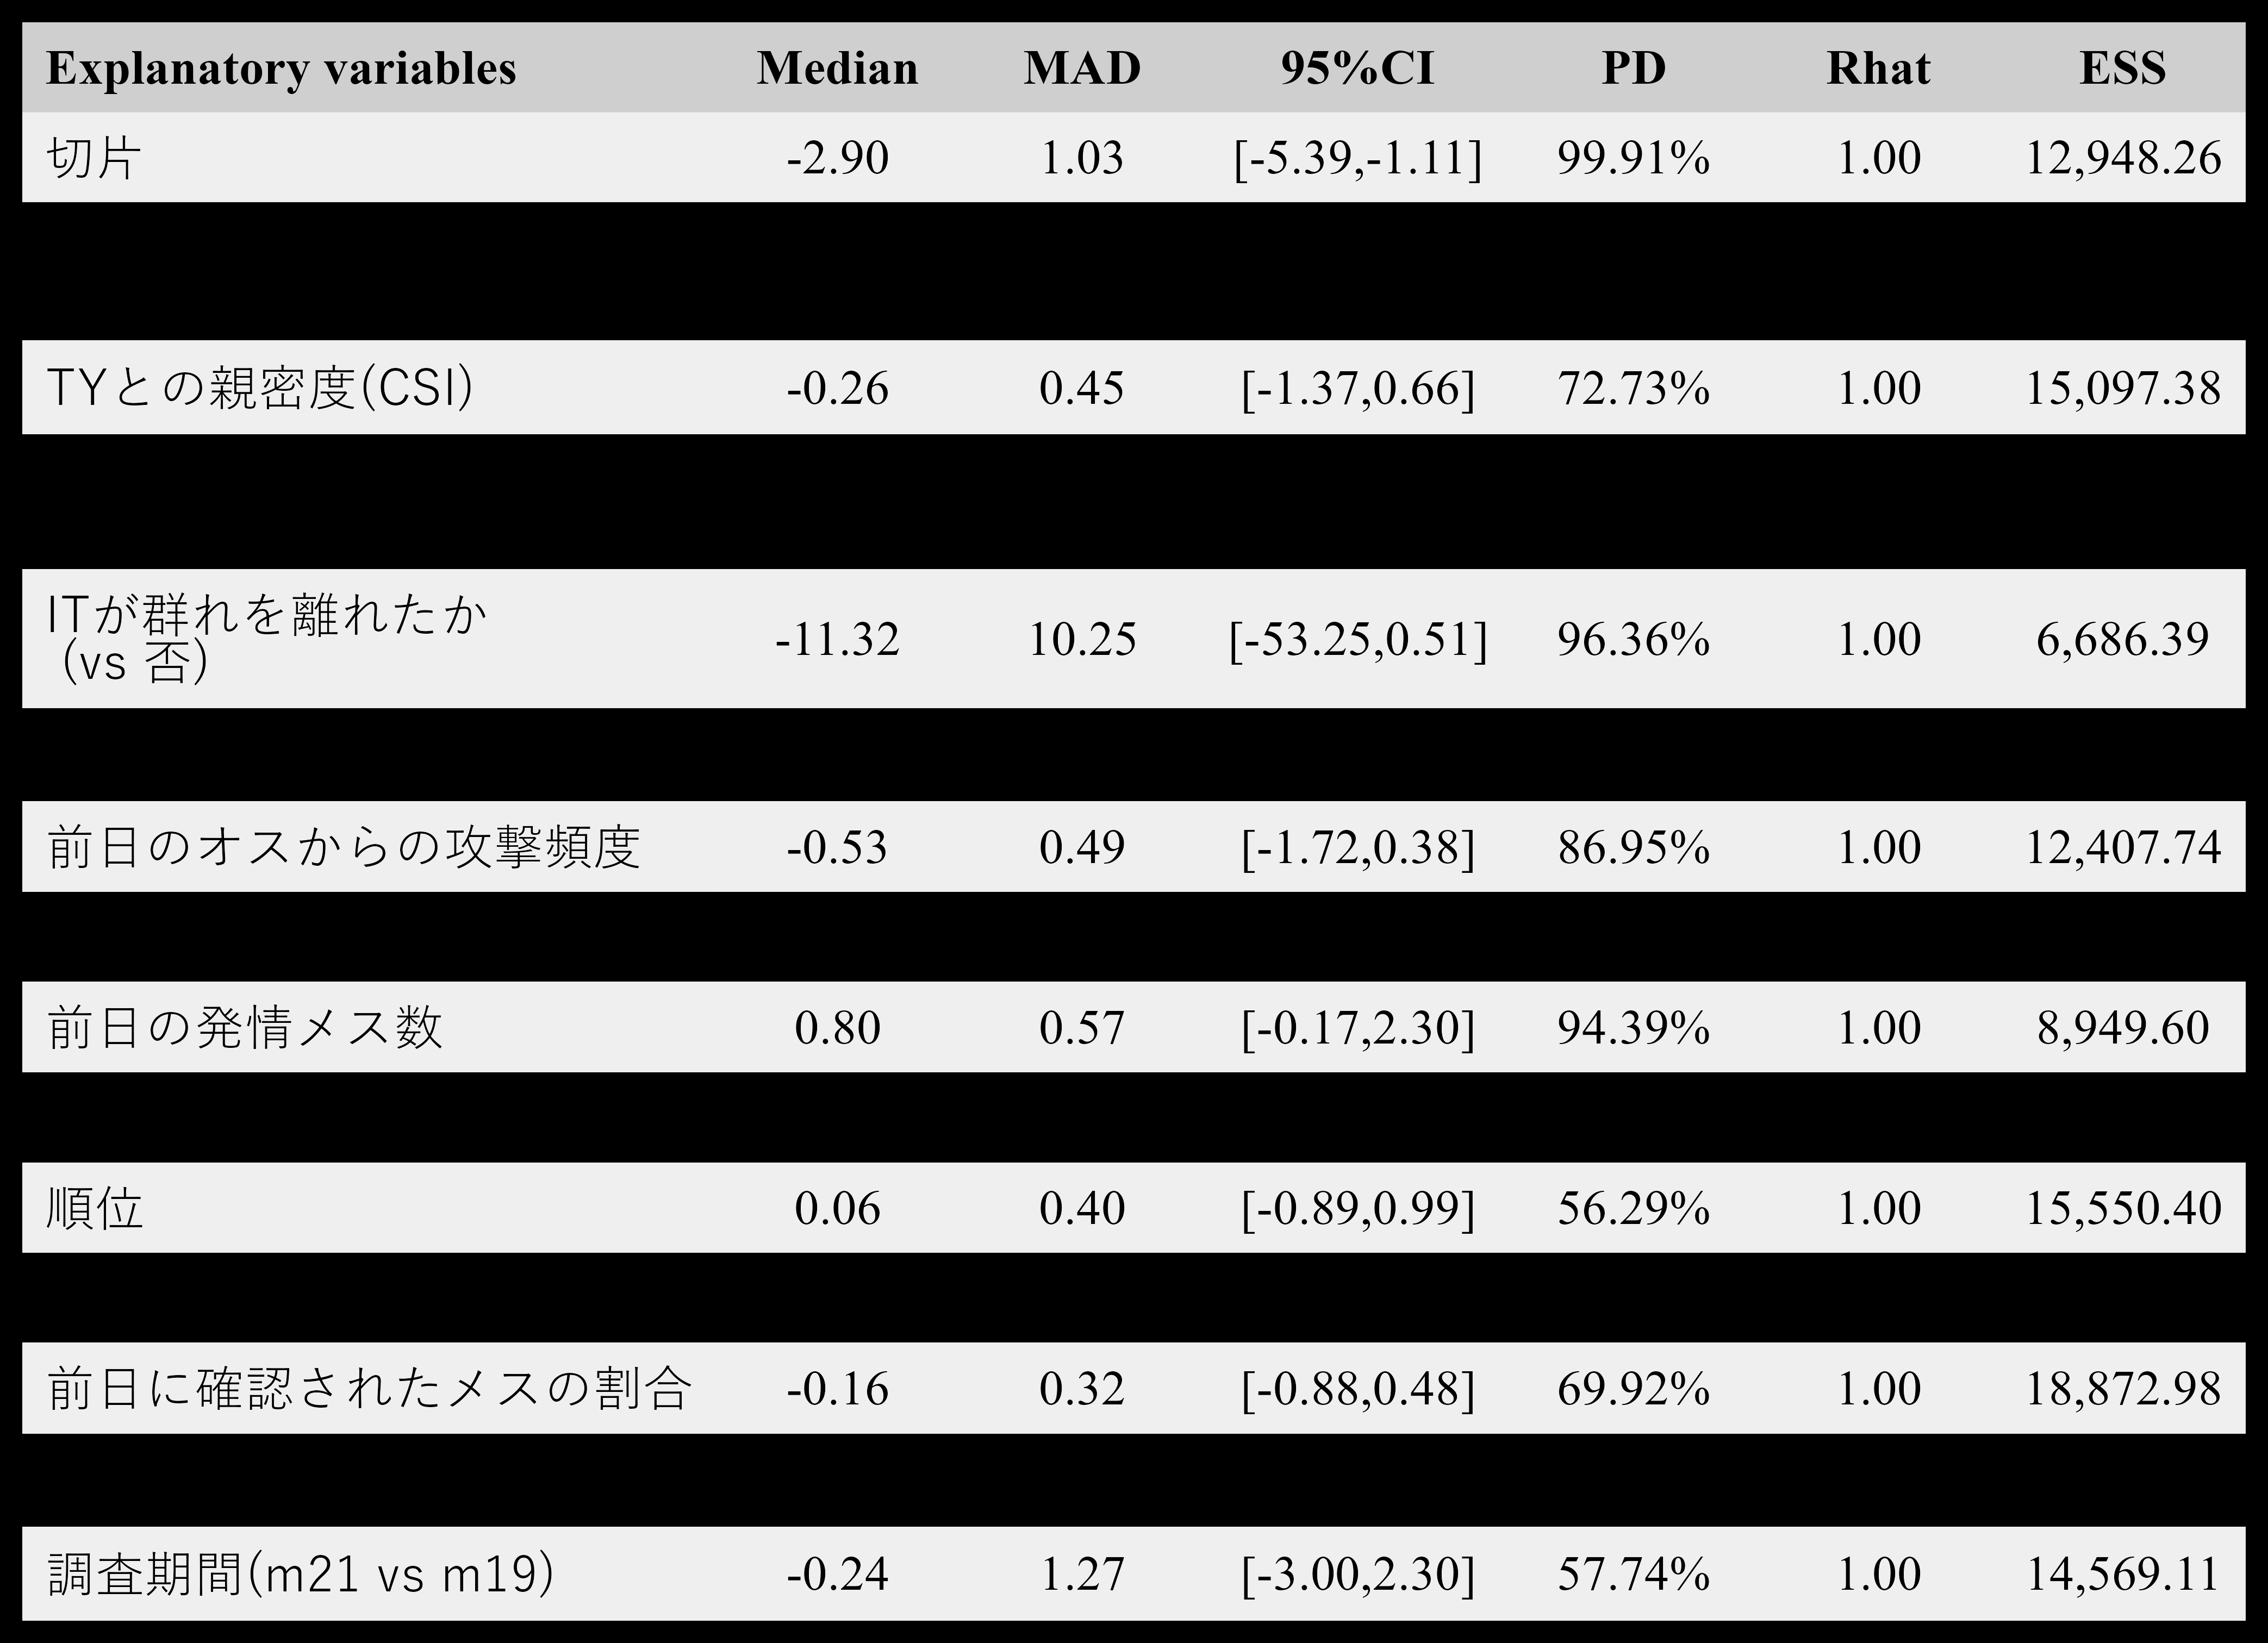 Explanatory variables Median MAD 95%CI PD Rhat ESS
切片 -2.90 1.03 [-5.39,-1.11] 99.91% 1.00 12,948.26
TYとの親密度(CSI) -0.26 0.45 [-1.37,0.66] 72.73% 1.00 15,097.38
ITが群れを離れたか
(vs 否) -11.32 10.25 [-53.25,0.51] 96.36% 1.00 6,686.39
前日のオスからの攻撃頻度 -0.53 0.49 [-1.72,0.38] 86.95% 1.00 12,407.74
前日の発情メス数 0.80 0.57 [-0.17,2.30] 94.39% 1.00 8,949.60
順位 0.06 0.40 [-0.89,0.99] 56.29% 1.00 15,550.40
前日に確認されたメスの割合 -0.16 0.32 [-0.88,0.48] 69.92% 1.00 18,872.98
調査期間(m21 vs m19) -0.24 1.27 [-3.00,2.30] 57.74% 1.00 14,569.11